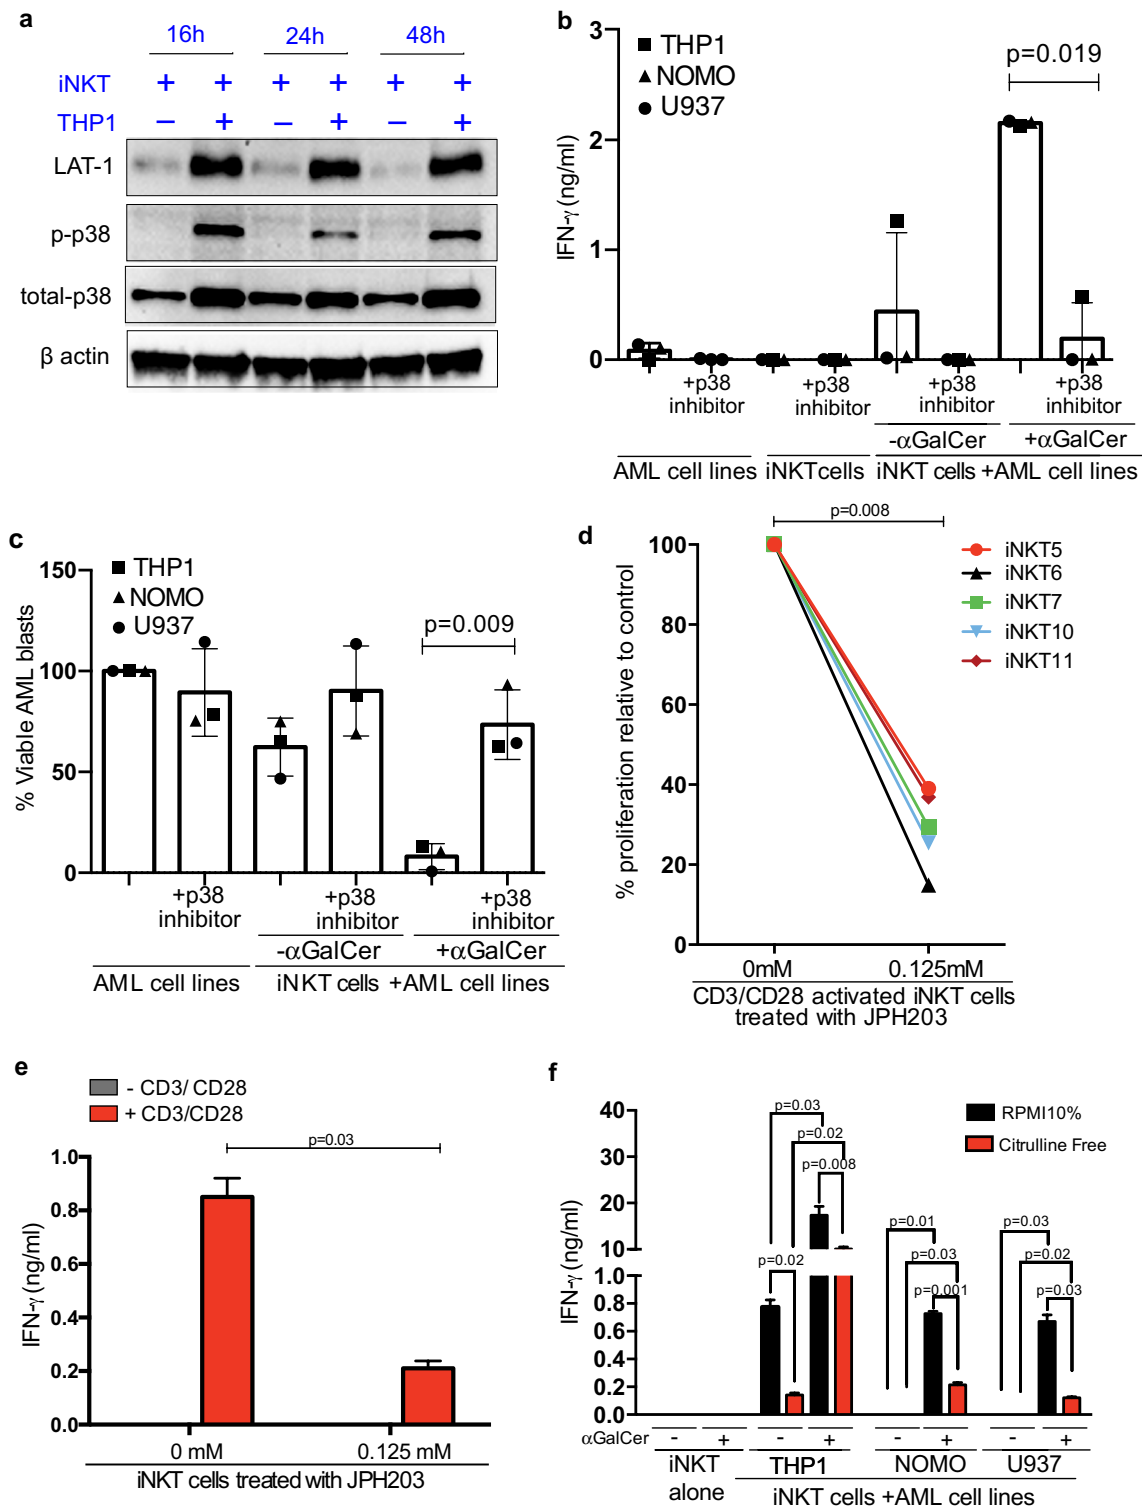 a
16h 24h 48h
iNKT + + + + + +
THP1 – + – + – +
LAT-1
p-p38
total-p38
β actin
b
THP1
NOMO
U937
p=0.019
IFN-γ (ng/ml)
3
2
1
0
+p38 inhibitor
+p38 inhibitor
+p38 inhibitor
+p38 inhibitor
-αGalCer +αGalCer
AML cell lines iNKTcells iNKT cells +AML cell lines
c
THP1
NOMO
U937
p=0.009
% Viable AML blasts
150
100
50
0
+p38 inhibitor
+p38 inhibitor
+p38 inhibitor
-αGalCer +αGalCer
AML cell lines iNKT cells +AML cell lines
d
p=0.008
% proliferation relative to control
100
80
60
40
20
0
iNKT5
iNKT6
iNKT7
iNKT10
iNKT11
0mM 0.125mM
CD3/CD28 activated iNKT cells
treated with JPH203
e
- CD3/ CD28
+ CD3/CD28
p=0.03
IFN-γ (ng/ml)
1.0
0.8
0.6
0.4
0.2
0.0
0 mM 0.125 mM
iNKT cells treated with JPH203
f
RPMI10%
Citrulline Free
IFN-γ (ng/ml)
40
30
20
10
1.0
0.8
0.6
0.4
0.2
0.0
p=0.03
p=0.02
p=0.008
p=0.02
p=0.01
p=0.03
p=0.001
p=0.03
p=0.02
p=0.03
αGalCer - + - + - + - +
iNKT alone THP1 NOMO U937
iNKT cells +AML cell lines